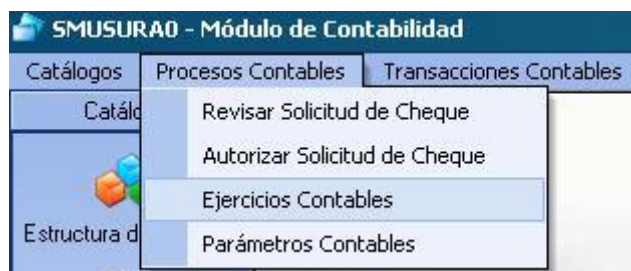 SMUSURA0 - Módulo de Contabilidad
Catálogos Procesos Contables Transacciones Contables
Revisar Solicitud de Cheque
Autorizar Solicitud de Cheque
Ejercicios Contables
Estructura d
Parámetros Contables